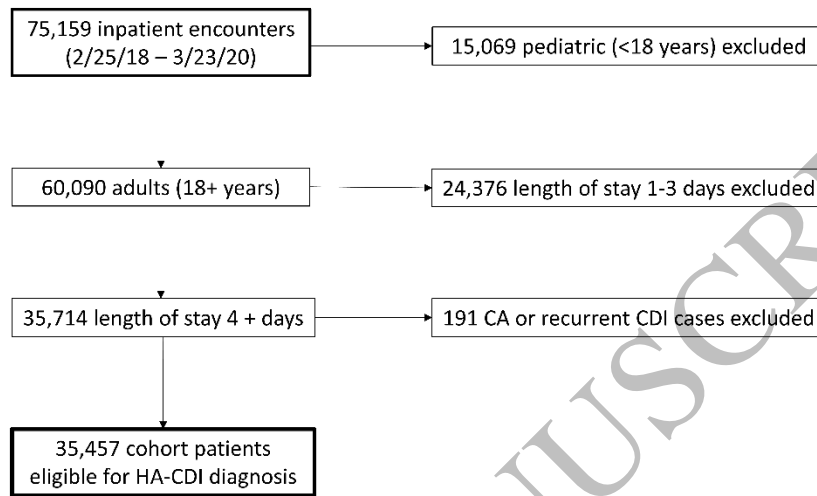 75,159 inpatient encounters
(2/25/18 – 3/23/20)
15,069 pediatric (<18 years) excluded
60,090 adults (18+ years)
24,376 length of stay 1-3 days excluded
35,714 length of stay 4 + days
191 CA or recurrent CDI cases excluded
35,457 cohort patients
eligible for HA-CDI diagnosis